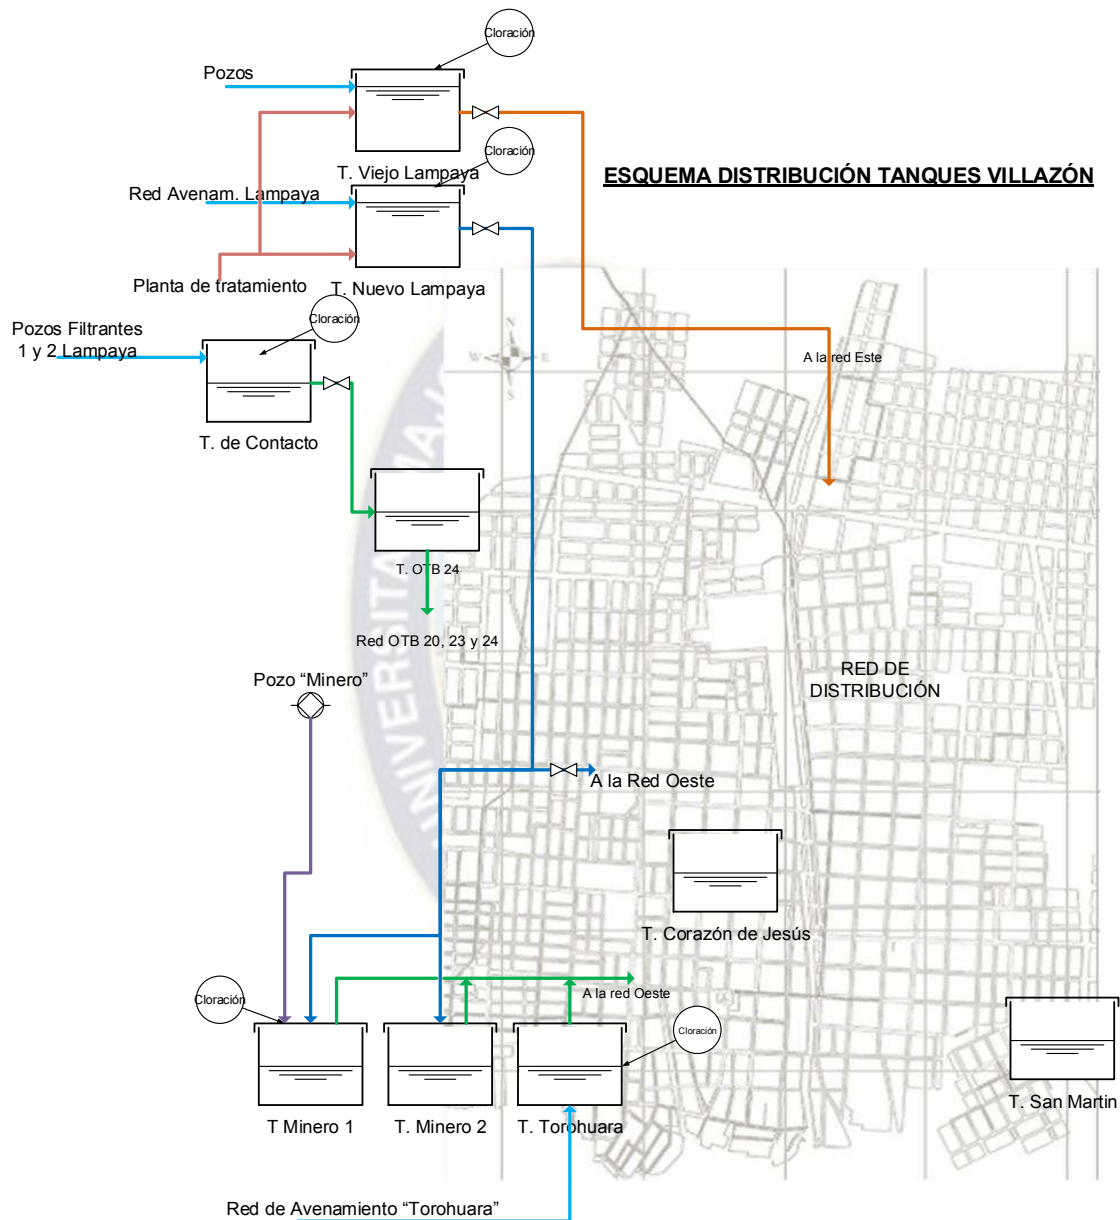 Cloración
Pozos
T. Viejo Lampaya
Cloración
ESQUEMA DISTRIBUCIÓN TANQUES VILLAZÓN
Red Avenam. Lampaya
Planta de tratamiento
T. Nuevo Lampaya
Pozos Filtrantes
1 y 2 Lampaya
Cloración
N
W
E
S
A la red Este
T. de Contacto
T. OTB 24
Red OTB 20, 23 y 24
RED DE
DISTRIBUCIÓN
Pozo “Minero”
A la Red Oeste
T. Corazón de Jesús
Cloración
A la red Oeste
Cloración
T Minero 1
T. Minero 2
T. Torohuara
T. San Martin
Red de Avenamiento “Torohuara”
UNIVERSITAS MA